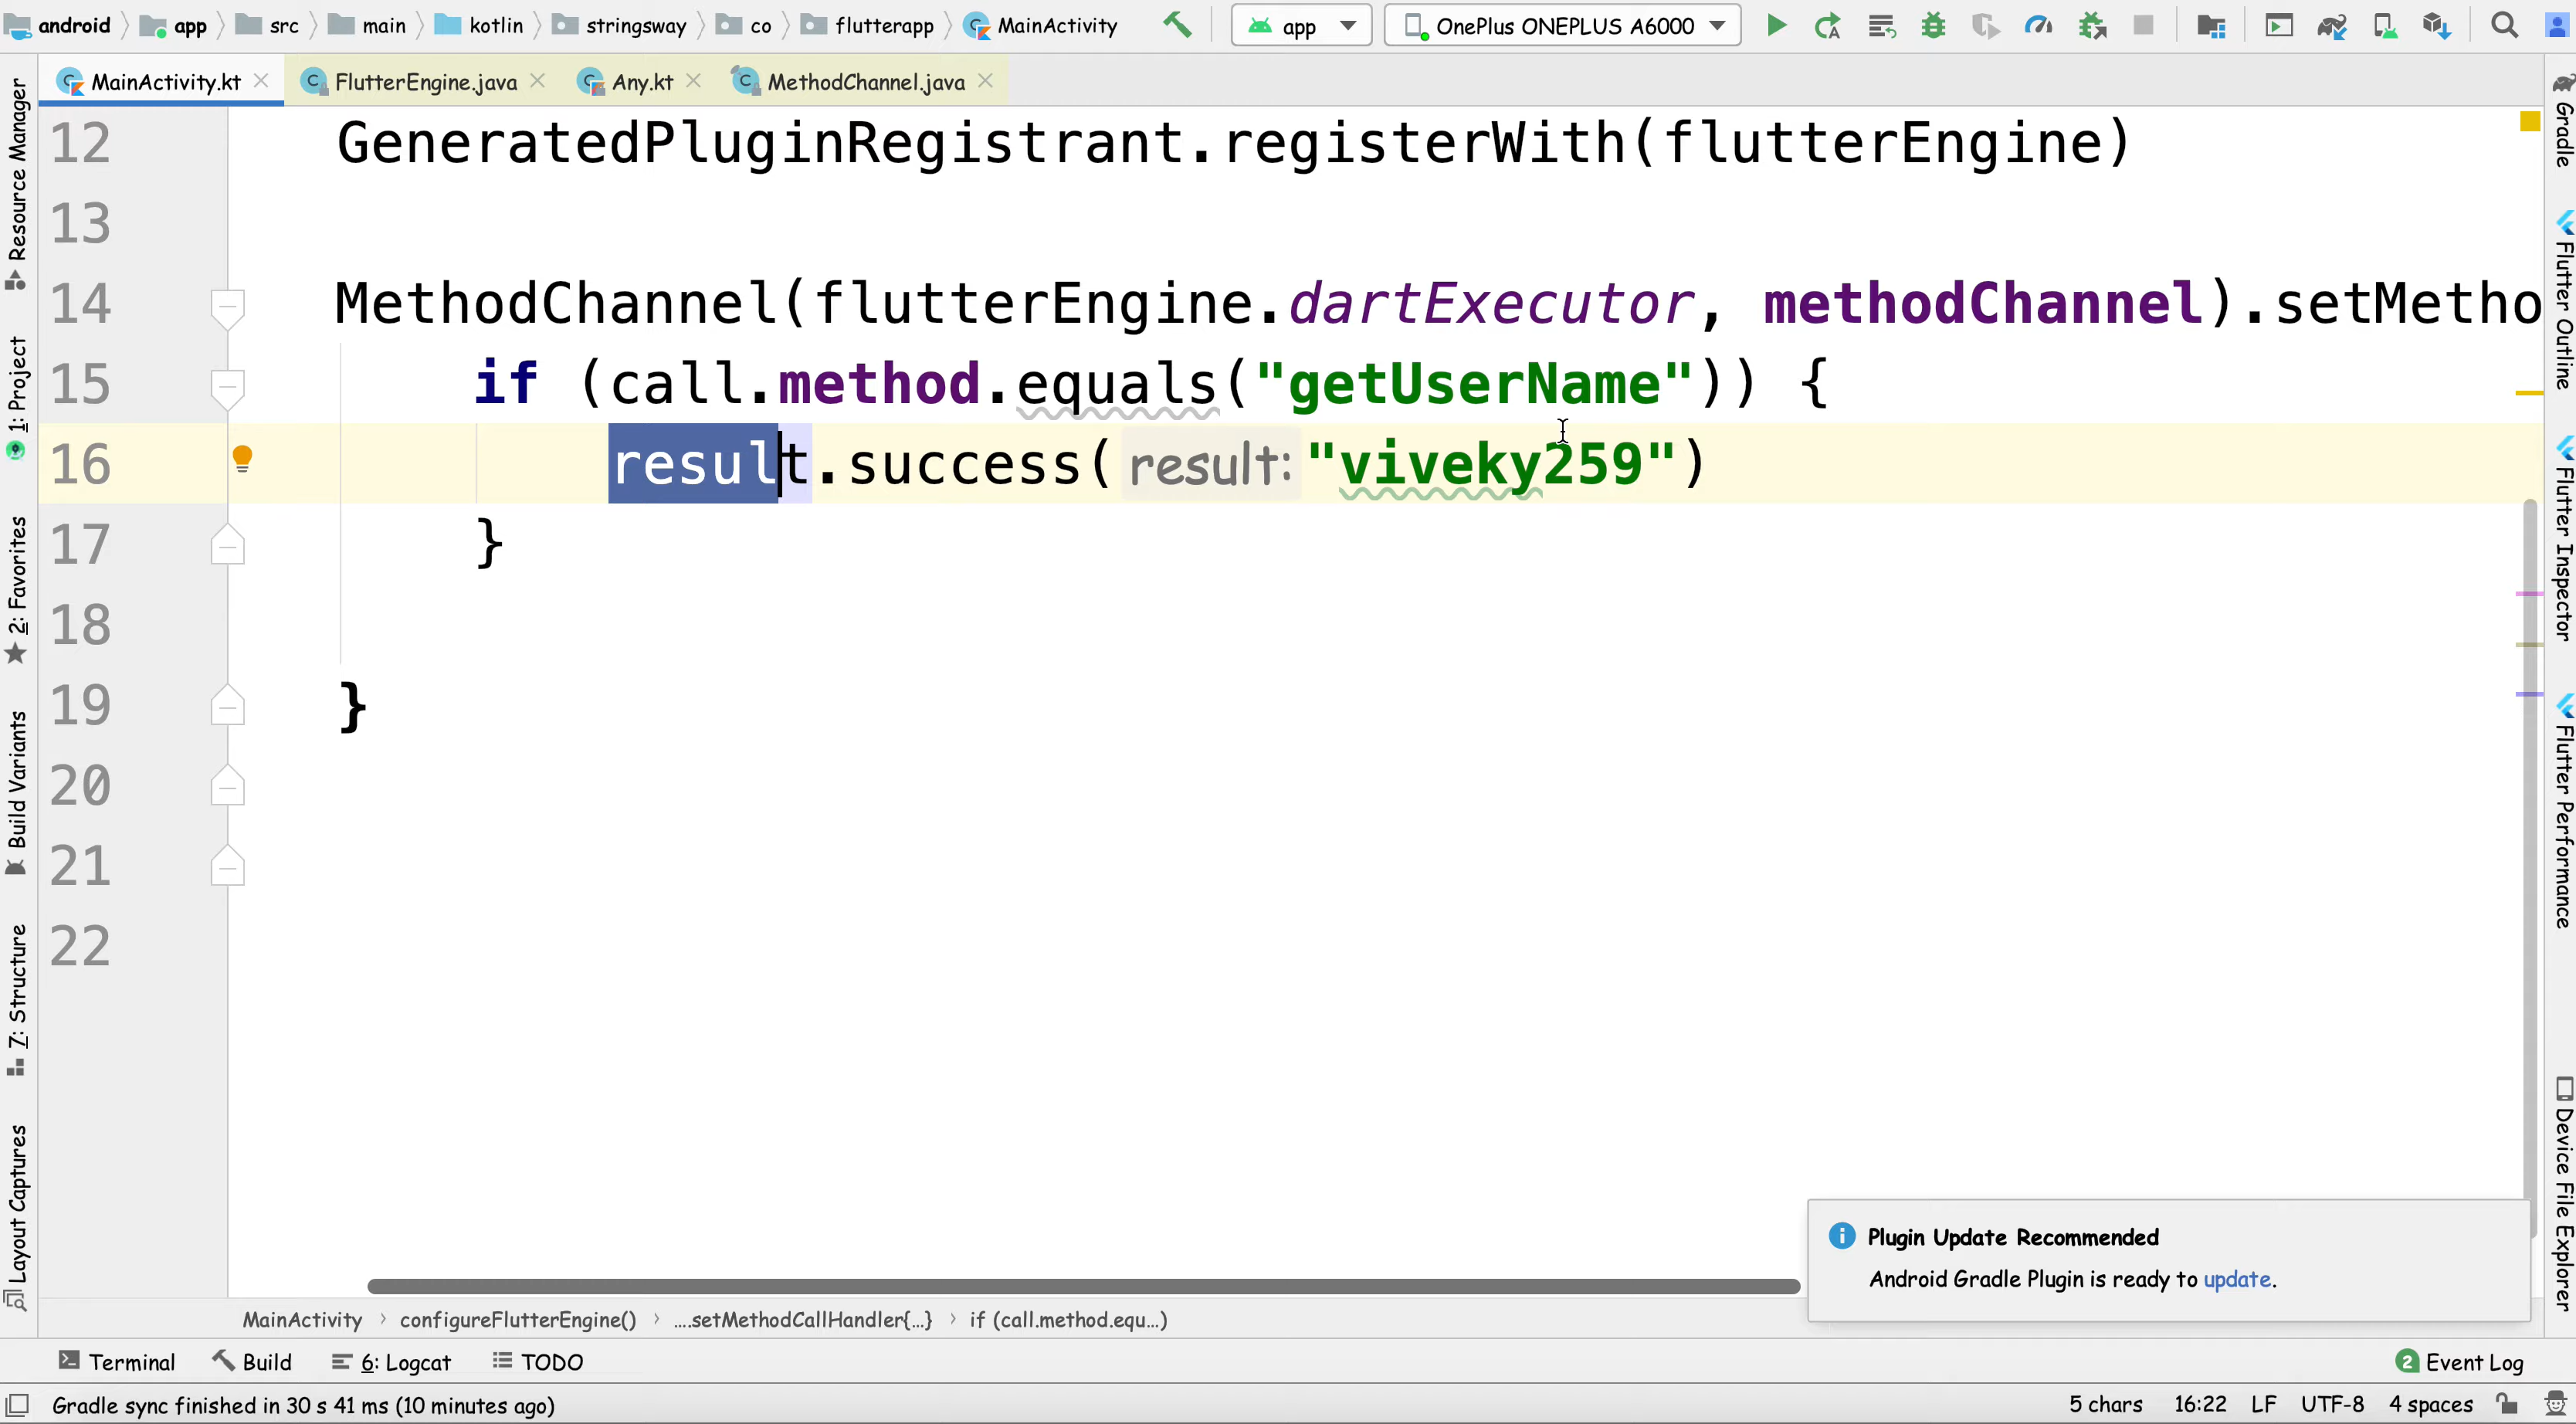 android app src main kotlin stringsway co flutterapp MainActivity app OnePlus ONEPLUS A6000
MainActivity.kt FlutterEngine.java Any.kt MethodChannel.java
12 GeneratedPluginRegistrant.registerWith(flutterEngine)
13
14 MethodChannel(flutterEngine.dartExecutor, methodChannel).setMetho
15 if (call.method.equals("getUserName")) {
16 result.success( result: "viveky259")
17 }
18
19 }
20
21
22
Resource Manager
1: Project
2: Favorites
Build Variants
7: Structure
Layout Captures
Gradle
Flutter Outline
Flutter Inspector
Flutter Performance
Device File Explorer
Plugin Update Recommended
Android Gradle Plugin is ready to update.
MainActivity › configureFlutterEngine() › ....setMethodCallHandler{...} › if (call.method.equ...)
Terminal Build 6: Logcat TODO 2 Event Log
Gradle sync finished in 30 s 41 ms (10 minutes ago) 5 chars 16:22 LF UTF-8 4 spaces